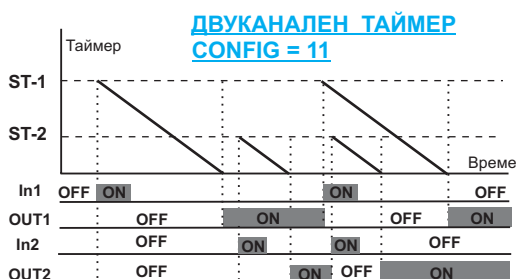 ДВУКАНАЛЕН ТАЙМЕР
CONFIG = 11
Таймер
ST-1
ST-2
Време
In1 OFF ON ON OFF
OUT1 OFF ON OFF ON
In2 OFF ON ON OFF
OUT2 OFF ON OFF ON